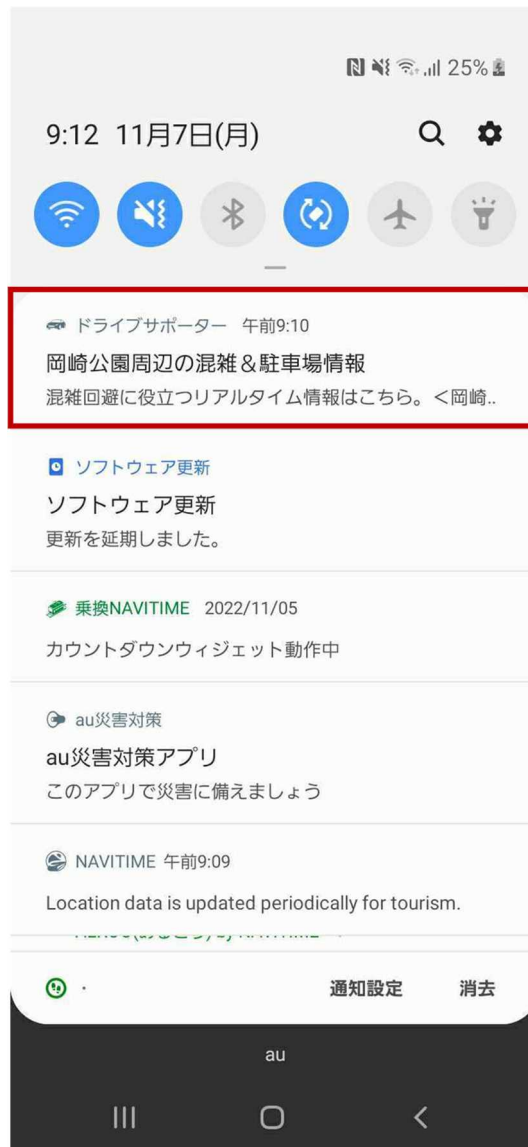 25%
9:12 11月7日(月)
ドライブサポーター 午前9:10
岡崎公園周辺の混雑&駐車場情報
混雑回避に役立つリアルタイム情報はこちら。<岡崎..
ソフトウェア更新
ソフトウェア更新
更新を延期しました。
乗換NAVITIME 2022/11/05
カウントダウンウィジェット動作中
au災害対策
au災害対策アプリ
このアプリで災害に備えましょう
NAVITIME 午前9:09
Location data is updated periodically for tourism.
通知設定 消去
au